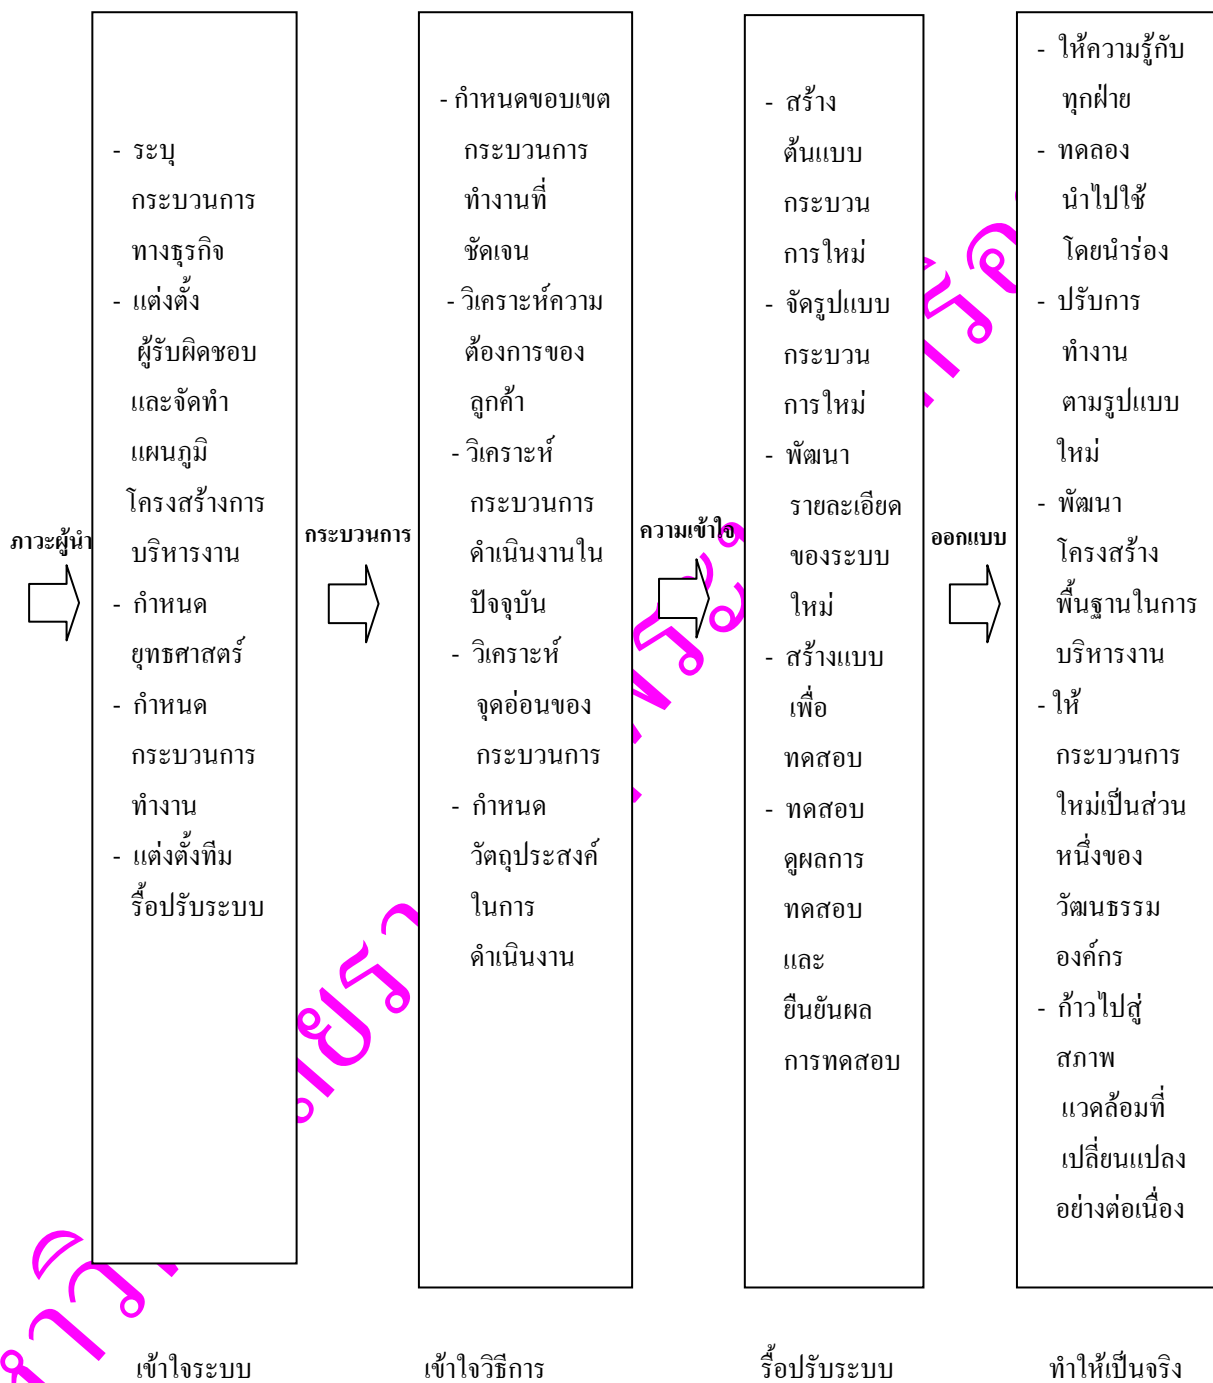 ภาวะผู้นำ
- ระบุ
กระบวนการ
ทางธุรกิจ
- แต่งตั้ง
ผู้รับผิดชอบ
และจัดทำ
แผนภูมิ
โครงสร้างการ
บริหารงาน
- กำหนด
ยุทธศาสตร์
- กำหนด
กระบวนการ
ทำงาน
- แต่งตั้งทีม
รื้อปรับระบบ
เข้าใจระบบ
กระบวนการ
- กำหนดขอบเขต
กระบวนการ
ทำงานที่
ชัดเจน
- วิเคราะห์ความ
ต้องการของ
ลูกค้า
- วิเคราะห์
กระบวนการ
ดำเนินงานใน
ปัจจุบัน
- วิเคราะห์
จุดอ่อนของ
กระบวนการ
- กำหนด
วัตถุประสงค์
ในการ
ดำเนินงาน
เข้าใจวิธีการ
ความเข้าใจ
- สร้าง
ต้นแบบ
กระบวน
การใหม่
- จัดรูปแบบ
กระบวน
การใหม่
- พัฒนา
รายละเอียด
ของระบบ
ใหม่
- สร้างแบบ
เพื่อ
ทดสอบ
- ทดสอบ
ดูผลการ
ทดสอบ
และ
ยืนยันผล
การทดสอบ
รื้อปรับระบบ
ออกแบบ
- ให้ความรู้กับ
ทุกฝ่าย
- ทดลอง
นำไปใช้
โดยนำร่อง
- ปรับการ
ทำงาน
ตามรูปแบบ
ใหม่
- พัฒนา
โครงสร้าง
พื้นฐานในการ
บริหารงาน
- ให้
กระบวนการ
ใหม่เป็นส่วน
หนึ่งของ
วัฒนธรรม
องค์กร
- ก้าวไปสู่
สภาพ
แวดล้อมที่
เปลี่ยนแปลง
อย่างต่อเนื่อง
ทำให้เป็นจริง